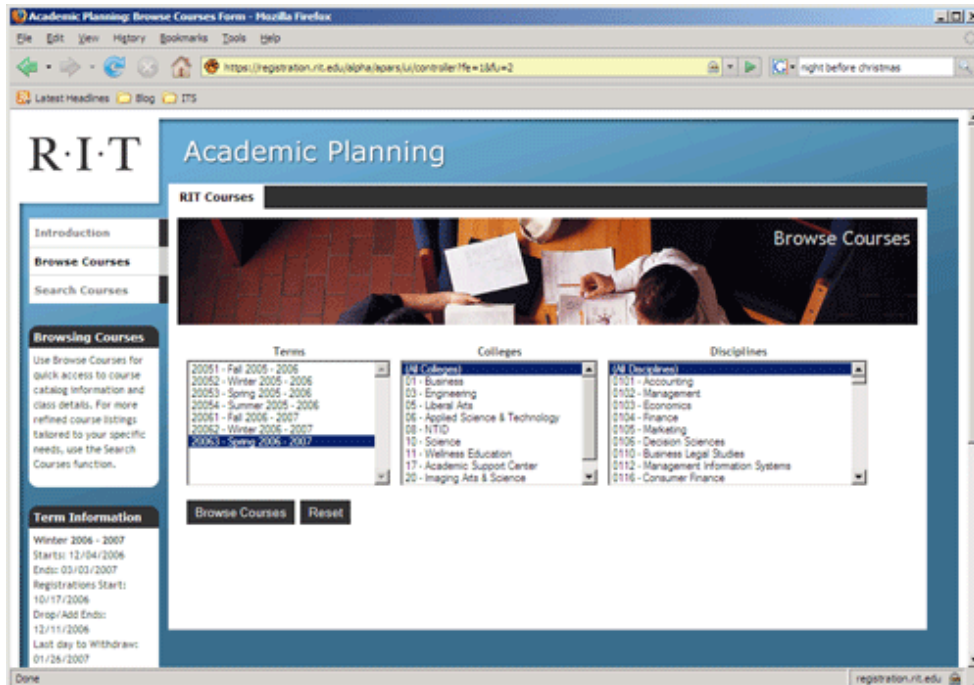 Academic Planning: Browse Courses Form - Mozilla Firefox
File Edit View History Bookmarks Tools Help
https://registration.rit.edu/alpha/apars/ui/controller?fe=1&fu=2
night before christmas
Latest Headlines Blog ITS
R·I·T
Academic Planning
RIT Courses
Introduction
Browse Courses
Search Courses
Browse Courses
Browsing Courses
Use Browse Courses for
quick access to course
catalog information and
class details. For more
refined course listings
tailored to your specific
needs, use the Search
Courses function.
Term Information
Winter 2006 - 2007
Starts: 12/04/2006
Ends: 03/03/2007
Registrations Start:
10/17/2006
Drop/Add Ends:
12/11/2006
Last day to Withdraw:
01/26/2007
Terms
20051 - Fall 2005 - 2006
20052 - Winter 2005 - 2006
20053 - Spring 2005 - 2006
20054 - Summer 2005 - 2006
20061 - Fall 2006 - 2007
20062 - Winter 2006 - 2007
20063 - Spring 2006 - 2007
Colleges
(All Colleges)
01 - Business
03 - Engineering
05 - Liberal Arts
06 - Applied Science & Technology
08 - NTID
10 - Science
11 - Wellness Education
17 - Academic Support Center
20 - Imaging Arts & Science
Disciplines
(All Disciplines)
0101 - Accounting
0102 - Management
0103 - Economics
0104 - Finance
0105 - Marketing
0106 - Decision Sciences
0110 - Business Legal Studies
0112 - Management Information Systems
0116 - Consumer Finance
Browse Courses Reset
Done
registration.rit.edu